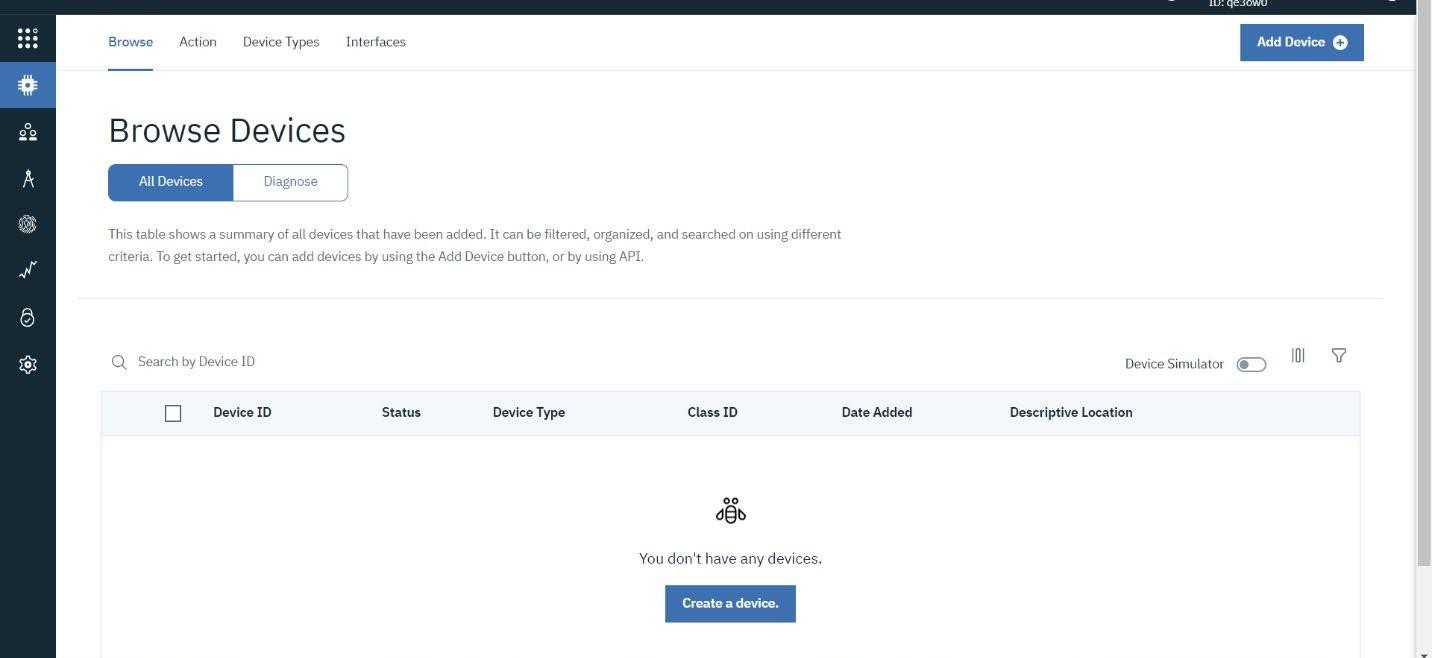 ID: qe3ow0
Browse Action Device Types Interfaces Add Device
Browse Devices
All Devices Diagnose
This table shows a summary of all devices that have been added. It can be filtered, organized, and searched on using different
criteria. To get started, you can add devices by using the Add Device button, or by using API.
Search by Device ID Device Simulator
Device ID Status Device Type Class ID Date Added Descriptive Location
You don't have any devices.
Create a device.